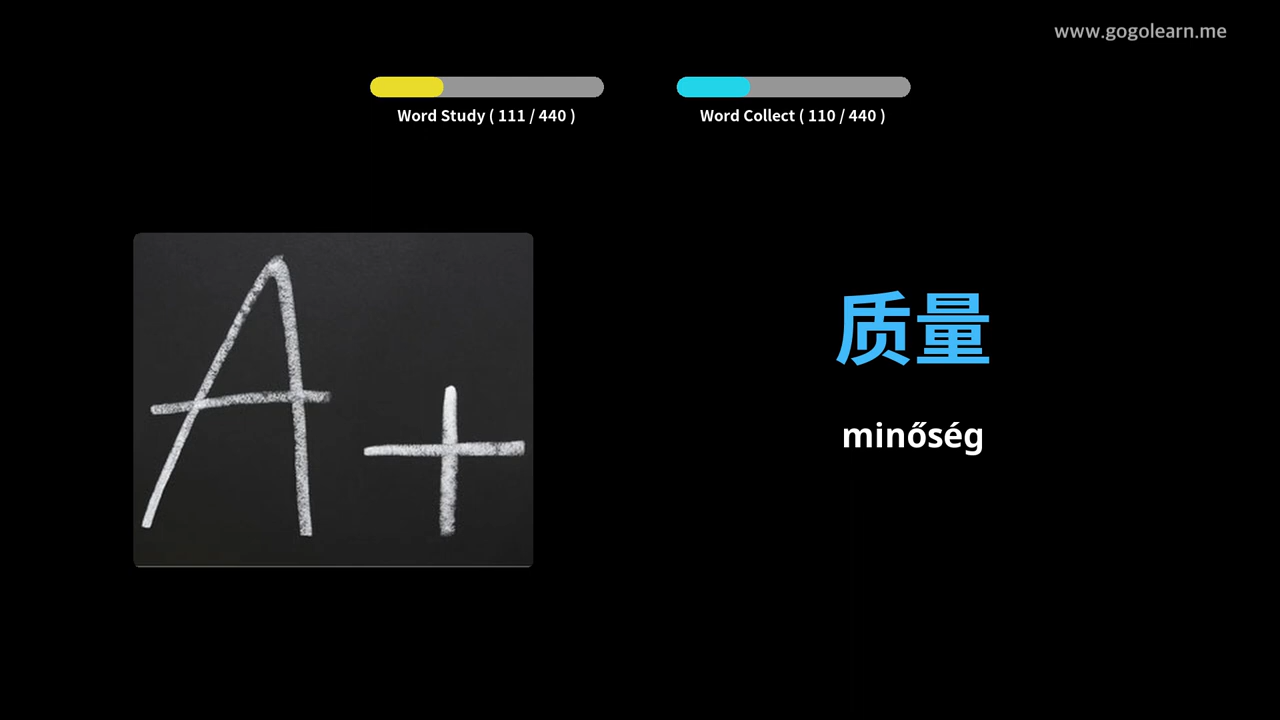 www.gogolearn.me
Word Study ( 111 / 440 )
Word Collect ( 110 / 440 )
A+
质量
minőség